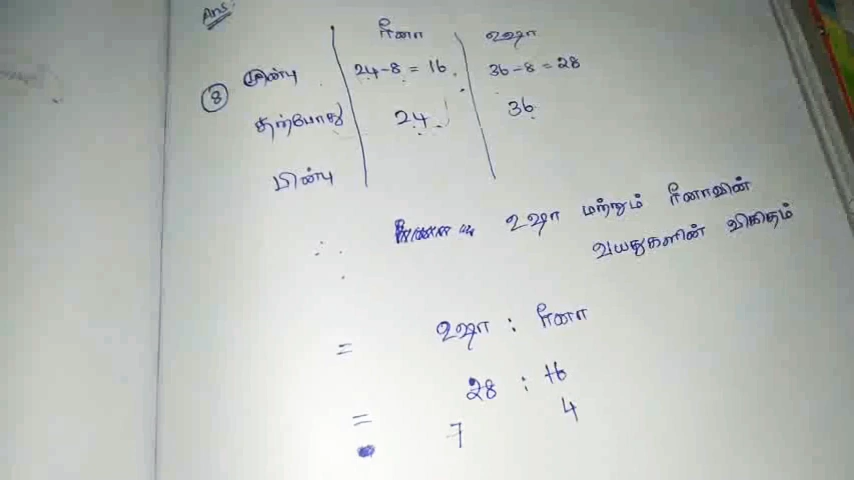 Ans:
ரீனா உஷா
⑧ முன்பு 24-8 = 16 36-8 = 28
தற்போது 24 36
பின்பு
∴ உஷா மற்றும் ரீனாவின்
வயதுகளின் விகிதம்
= உஷா : ரீனா
28 : 16
= 7 4